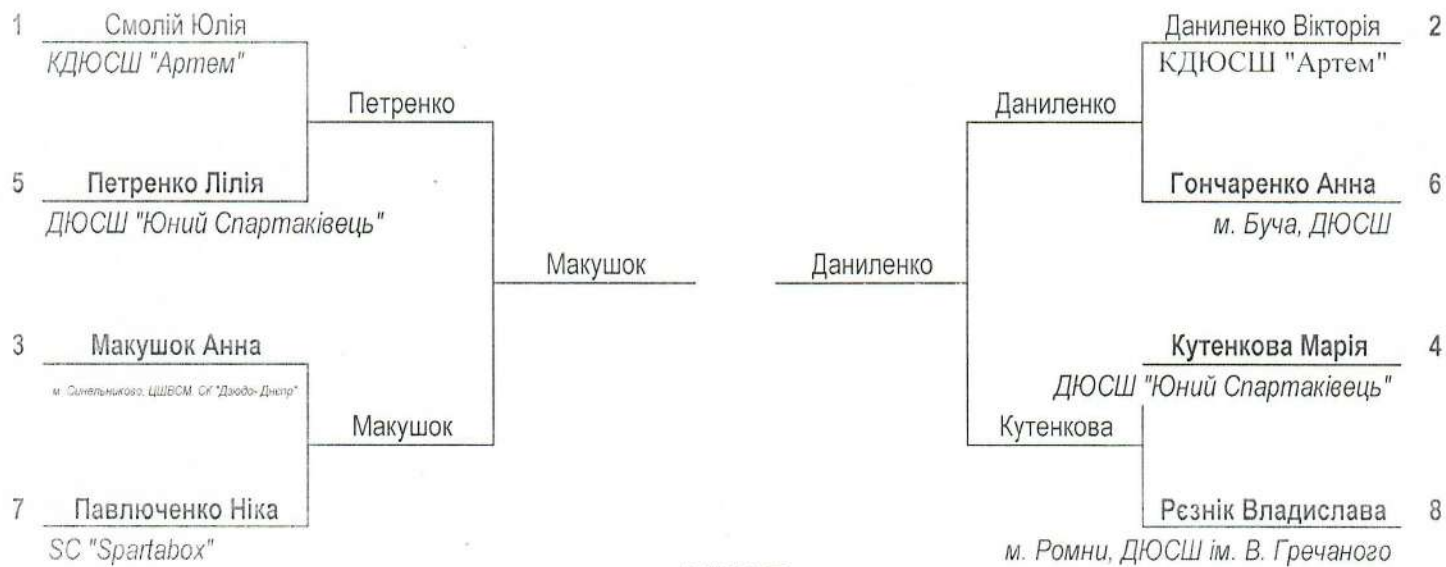 1 Смолій Юлія
КДЮСШ "Артем"
Петренко
5 Петренко Лілія
ДЮСШ "Юний Спартаківець"
Макушок
3 Макушок Анна
м. Синельниково, ЦШВСМ, СК "Дзюдо-Днепр"
Макушок
7 Павлюченко Ніка
SC "Spartabox"
Даниленко Вікторія 2
КДЮСШ "Артем"
Даниленко
Гончаренко Анна 6
м. Буча, ДЮСШ
Даниленко
Кутенкова Марія 4
ДЮСШ "Юний Спартаківець"
Кутенкова
Рєзнік Владислава 8
м. Ромни, ДЮСШ ім. В. Гречаного